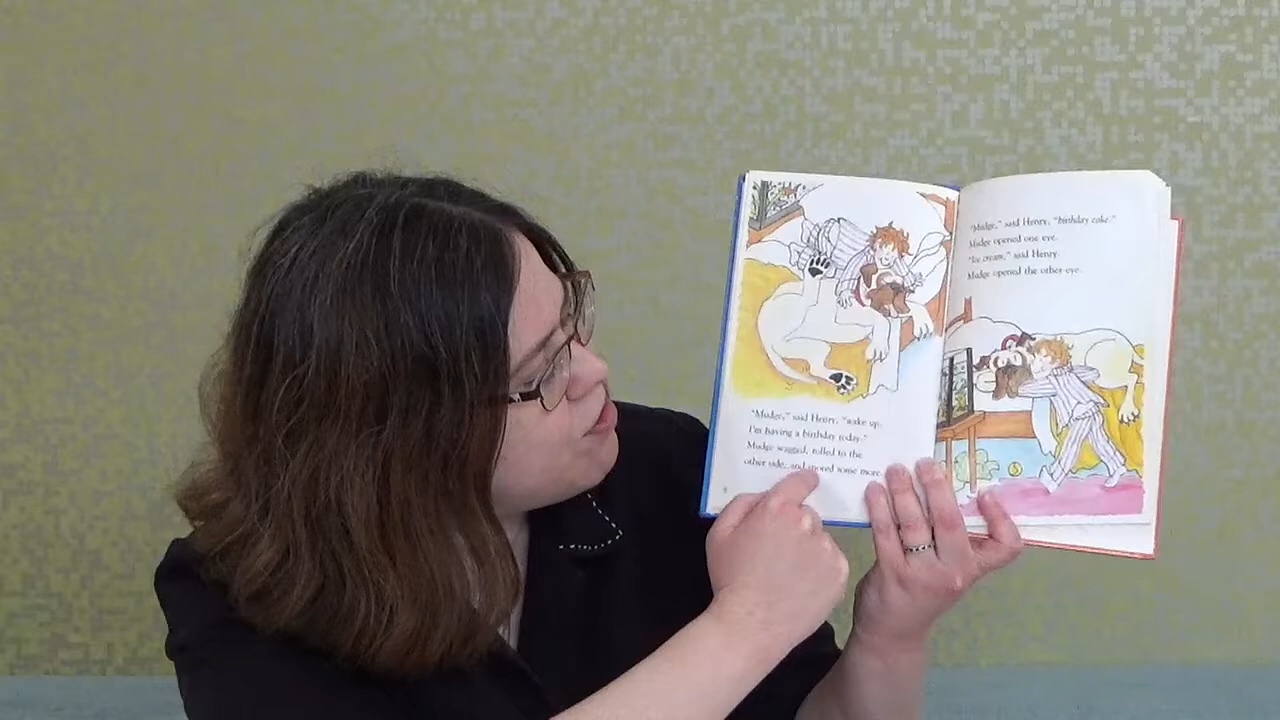 "Mudge," said Henry, "wake up.
I'm having a birthday today."
Mudge wagged, rolled to the
other side, and snored some more.
"Mudge," said Henry, "birthday cake."
Mudge opened one eye.
"Ice cream," said Henry.
Mudge opened the other eye.